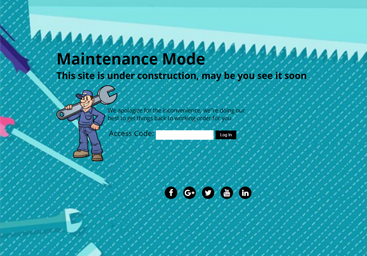 Maintenance Mode
This site is under construction, may be you see it soon
We apologize for the inconvenience, we're doing our
best to get things back to working order for you.
Access Code:
Log In